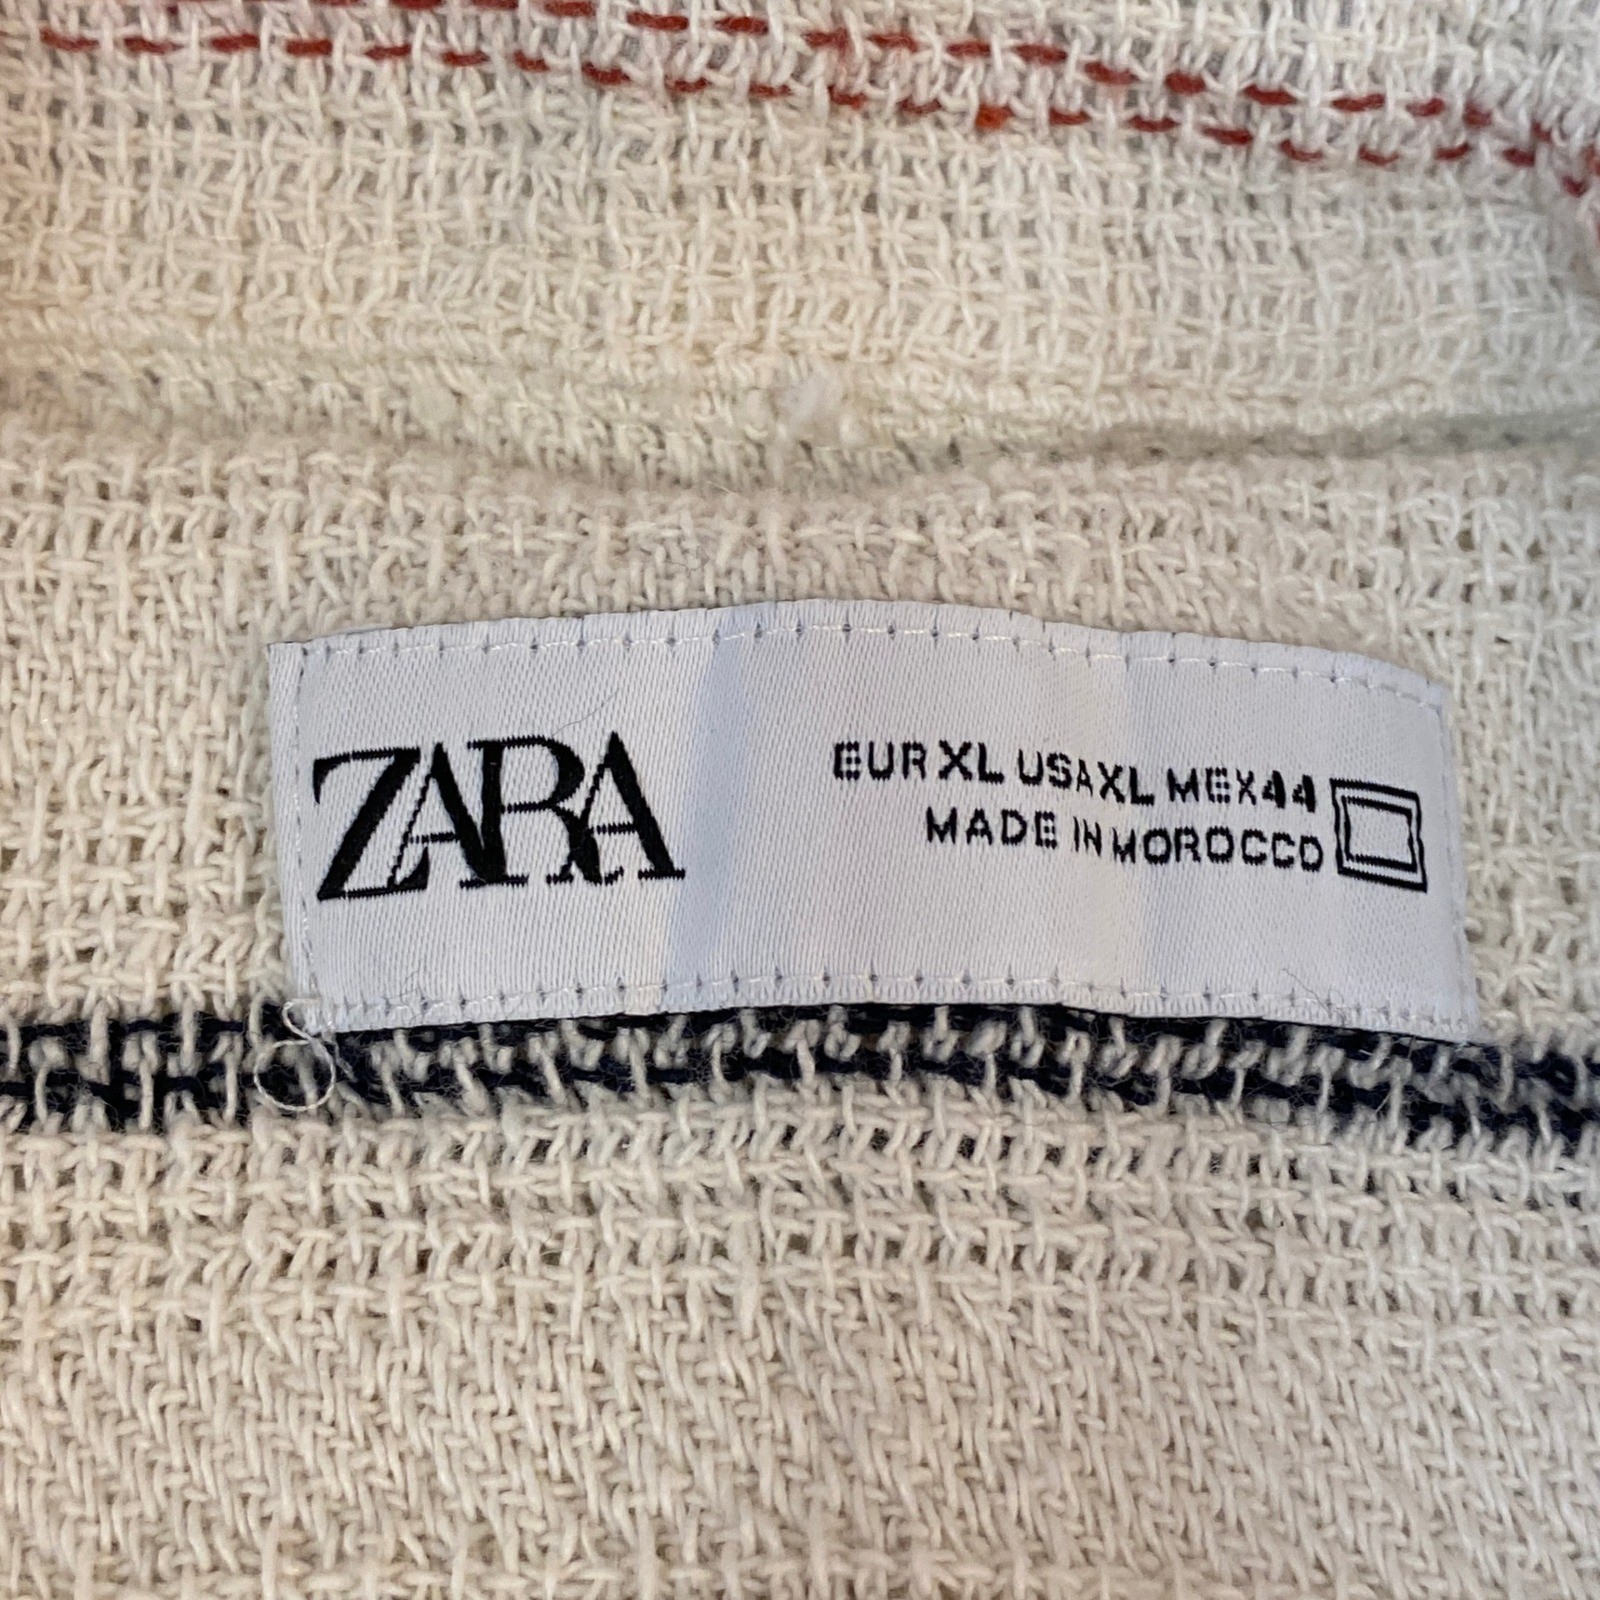 ZARA
EUR XL USA XL MEX 44
MADE IN MOROCCO